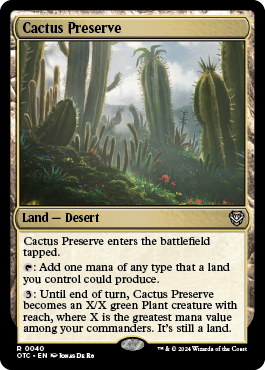 Cactus Preserve
Land — Desert
Cactus Preserve enters the battlefield
tapped.
: Add one mana of any type that a land
you control could produce.
3: Until end of turn, Cactus Preserve
becomes an X/X green Plant creature with
reach, where X is the greatest mana value
among your commanders. It's still a land.
R 0040
OTC • EN Jonas De Ro
™ & © 2024 Wizards of the Coast